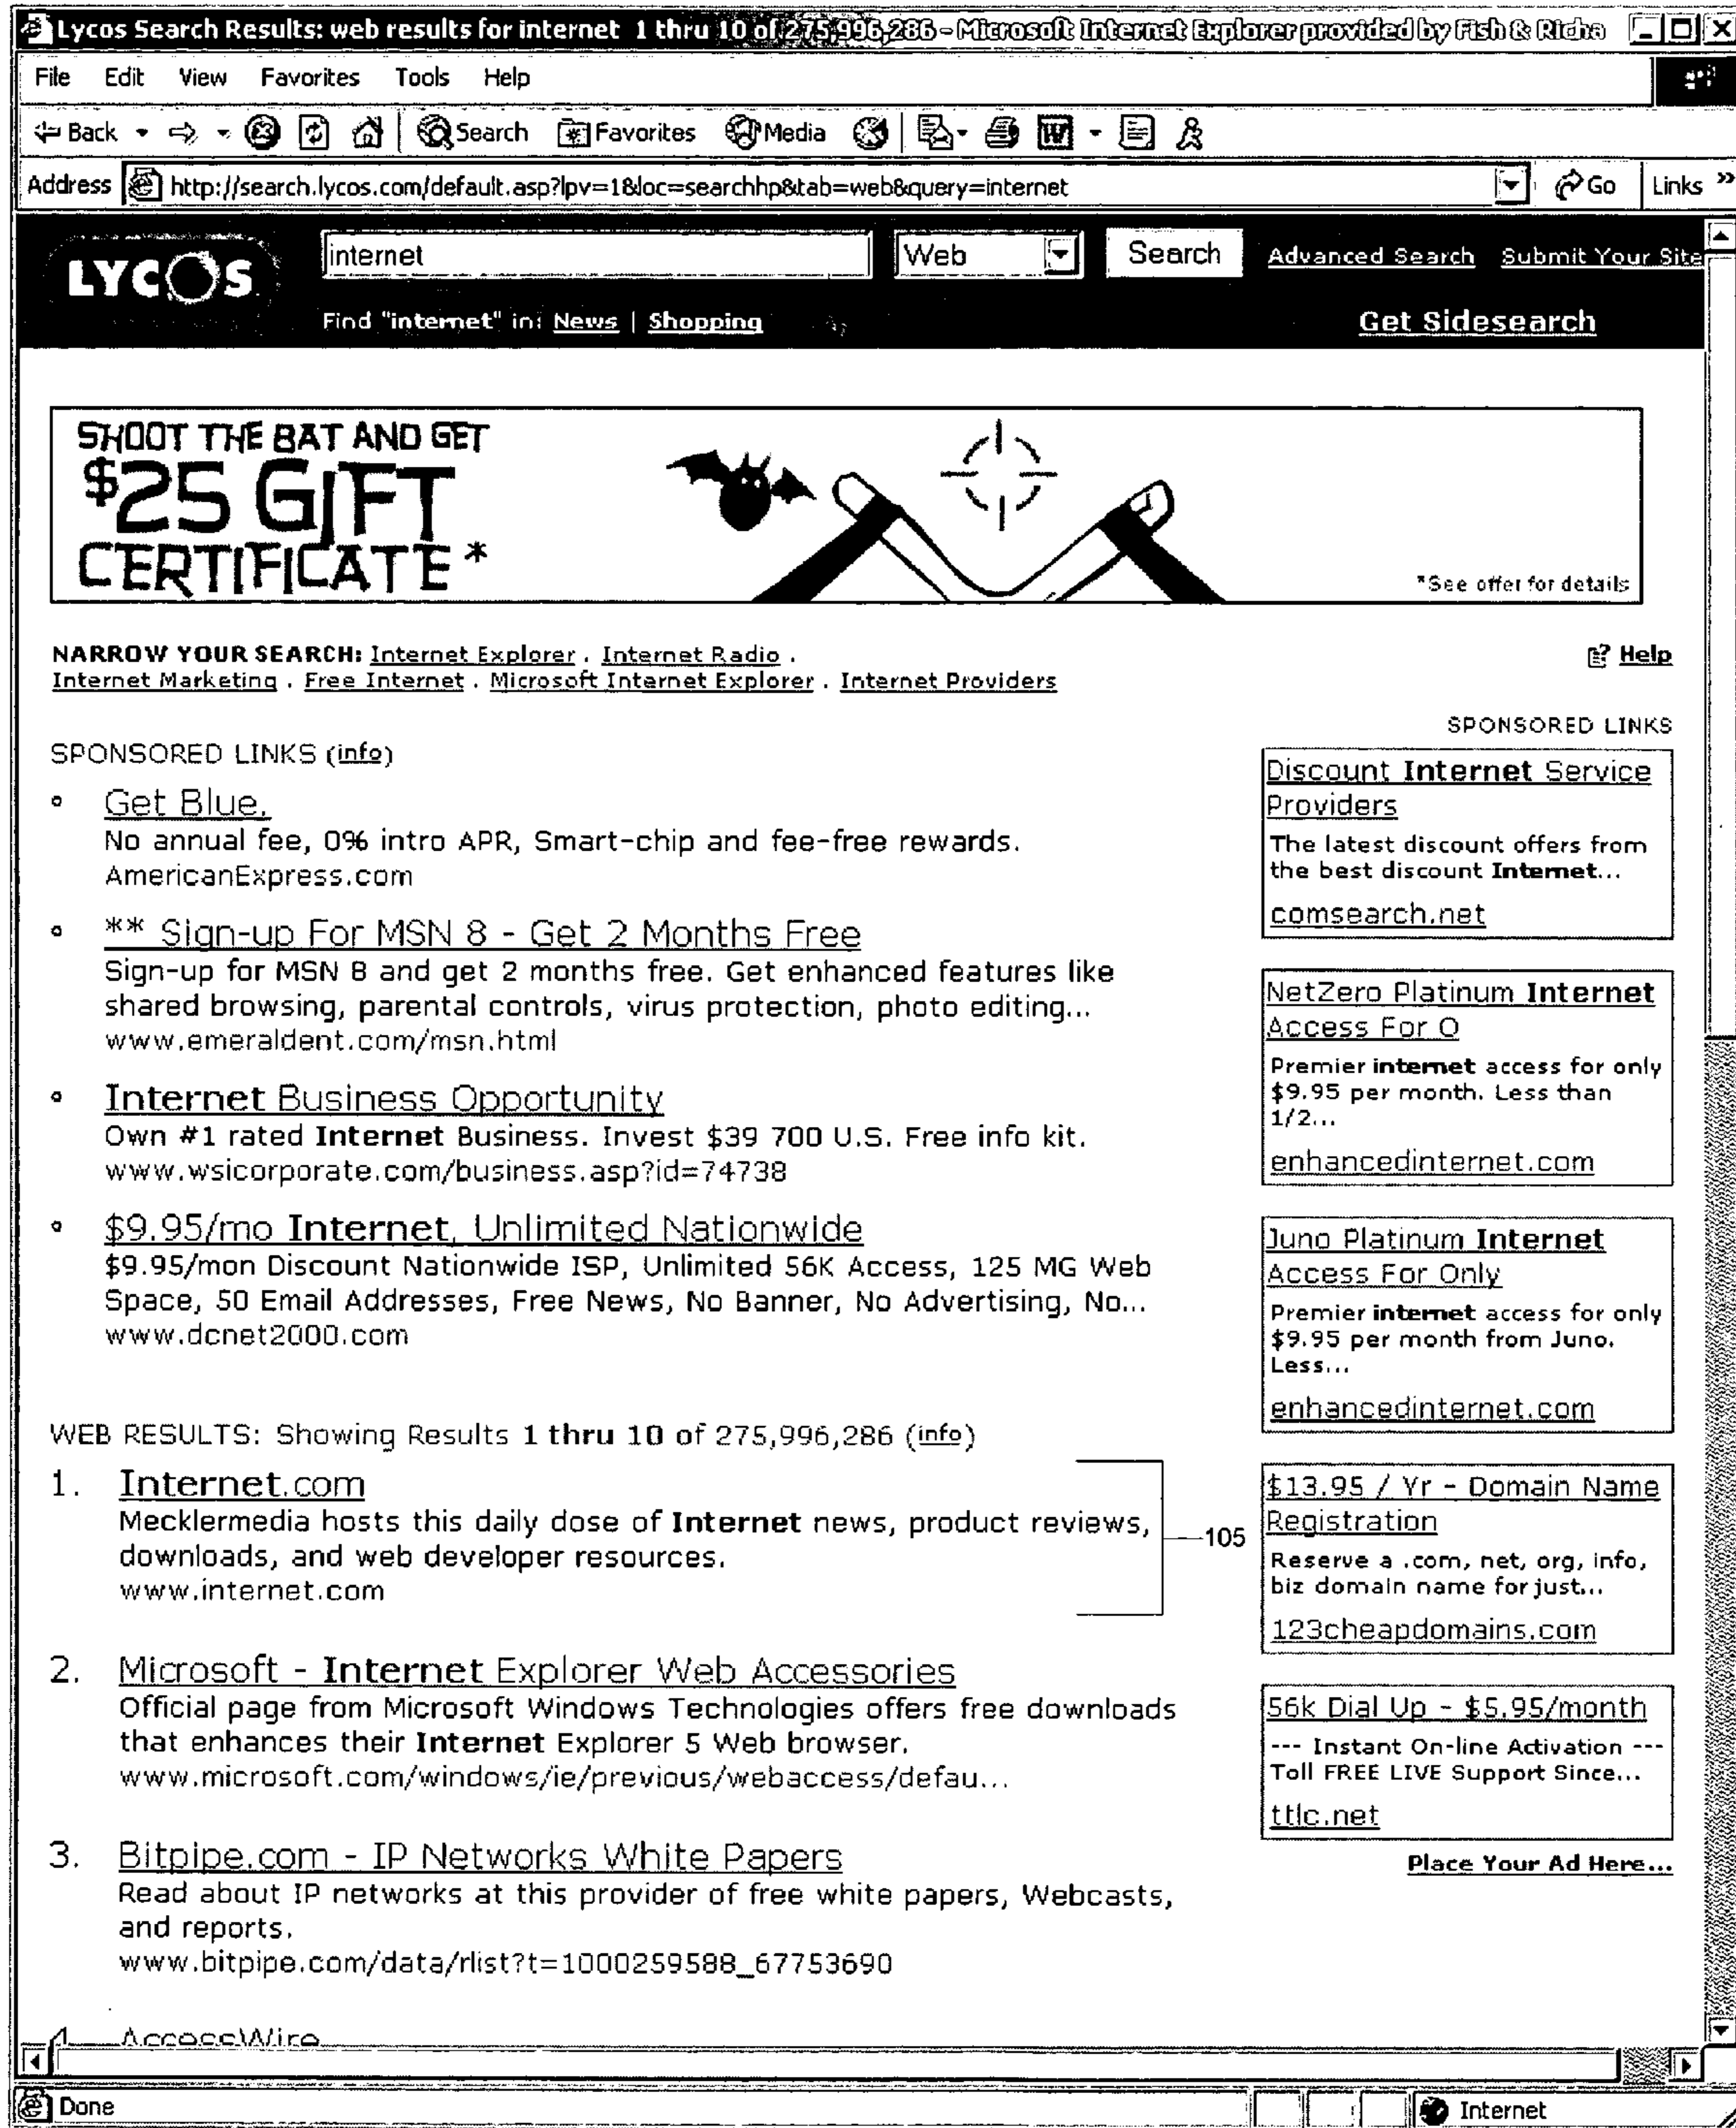 Lycos Search Results: web results for internet 1 thru 10 of 275,996,286 - Microsoft Internet Explorer provided by Fish & Richa
File Edit View Favorites Tools Help
Back Search Favorites Media
Address http://search.lycos.com/default.asp?lpv=1&loc=searchhp&tab=web&query=internet Go Links »
LYCOS internet Web Search Advanced Search Submit Your Site
Find "internet" in: News | Shopping Get Sidesearch
SHOOT THE BAT AND GET
$25 GIFT
CERTIFICATE*
*See offer for details
NARROW YOUR SEARCH: Internet Explorer . Internet Radio .
Internet Marketing . Free Internet . Microsoft Internet Explorer . Internet Providers
Help
SPONSORED LINKS (info)
Get Blue.
No annual fee, 0% intro APR, Smart-chip and fee-free rewards.
AmericanExpress.com
** Sign-up For MSN 8 - Get 2 Months Free
Sign-up for MSN 8 and get 2 months free. Get enhanced features like
shared browsing, parental controls, virus protection, photo editing...
www.emeraldent.com/msn.html
Internet Business Opportunity
Own #1 rated Internet Business. Invest $39 700 U.S. Free info kit.
www.wsicorporate.com/business.asp?id=74738
$9.95/mo Internet, Unlimited Nationwide
$9.95/mon Discount Nationwide ISP, Unlimited 56K Access, 125 MG Web
Space, 50 Email Addresses, Free News, No Banner, No Advertising, No...
www.dcnet2000.com
WEB RESULTS: Showing Results 1 thru 10 of 275,996,286 (info)
1. Internet.com
Mecklermedia hosts this daily dose of Internet news, product reviews,
downloads, and web developer resources.
www.internet.com
105
2. Microsoft - Internet Explorer Web Accessories
Official page from Microsoft Windows Technologies offers free downloads
that enhances their Internet Explorer 5 Web browser.
www.microsoft.com/windows/ie/previous/webaccess/defau...
3. Bitpipe.com - IP Networks White Papers
Read about IP networks at this provider of free white papers, Webcasts,
and reports.
www.bitpipe.com/data/rlist?t=1000259588_67753690
4. AccessWire
SPONSORED LINKS
Discount Internet Service
Providers
The latest discount offers from
the best discount Internet...
comsearch.net
NetZero Platinum Internet
Access For O
Premier internet access for only
$9.95 per month. Less than
1/2...
enhancedinternet.com
Juno Platinum Internet
Access For Only
Premier internet access for only
$9.95 per month from Juno.
Less...
enhancedinternet.com
$13.95 / Yr - Domain Name
Registration
Reserve a .com, net, org, info,
biz domain name for just...
123cheapdomains.com
56k Dial Up - $5.95/month
--- Instant On-line Activation ---
Toll FREE LIVE Support Since...
ttlc.net
Place Your Ad Here...
Done Internet